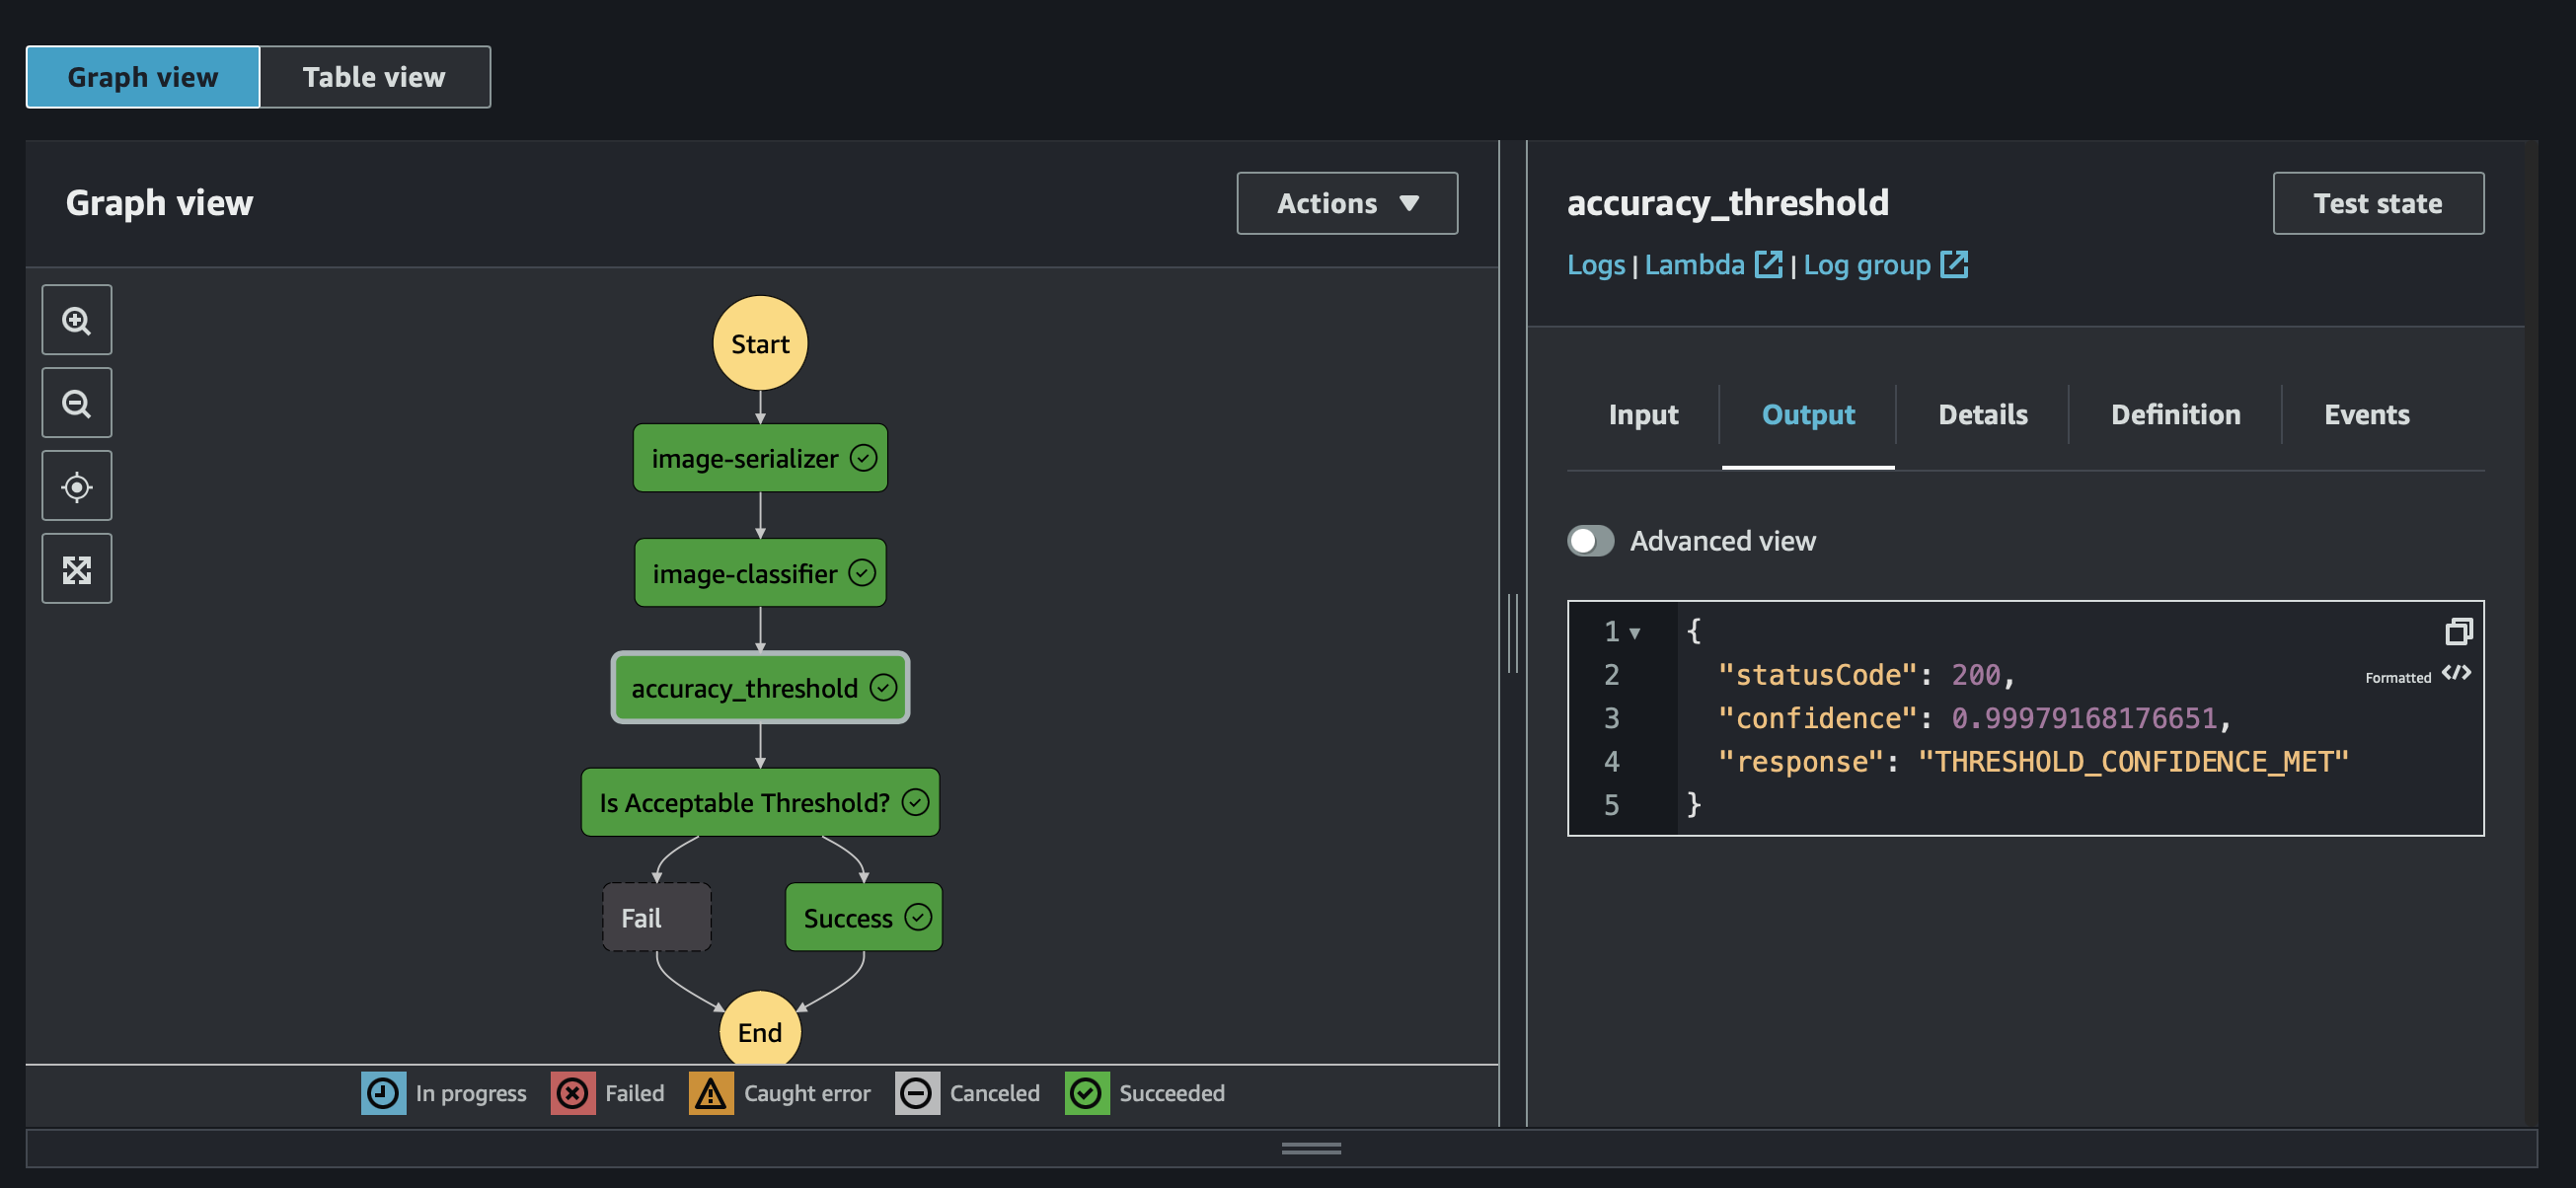 Graph view
Table view
Graph view
Actions
Start
image-serializer
image-classifier
accuracy_threshold
Is Acceptable Threshold?
Fail
Success
End
In progress
Failed
Caught error
Canceled
Succeeded
accuracy_threshold
Test state
Logs | Lambda | Log group
Input
Output
Details
Definition
Events
Advanced view
Formatted
1 {
2 "statusCode": 200,
3 "confidence": 0.99979168176651,
4 "response": "THRESHOLD_CONFIDENCE_MET"
5 }